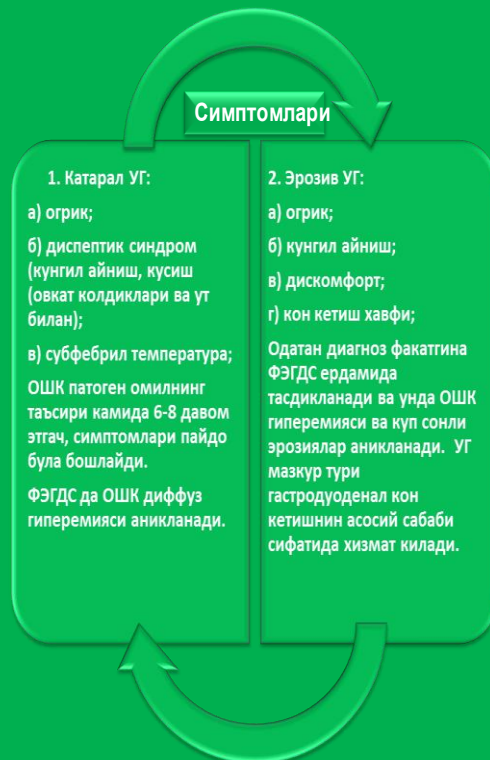 Симптомлари
1. Катарал УГ:
а) огрик;
б) диспептик синдром
(кунгил айниш, кусиш
(овкат колдиклари ва ут
билан);
в) субфебрил температура;
ОШК патоген омилнинг
таъсири камида 6-8 давом
этгач, симптомлари пайдо
була бошлайди.
ФЭГДС да ОШК диффуз
гиперемияси аникланади.
2. Эрозив УГ:
а) огрик;
б) кунгил айниш;
в) дискомфорт;
г) кон кетиш хавфи;
Одатан диагноз факатгина
ФЭГДС ердамида
тасдикланади ва унда ОШК
гиперемияси ва куп сонли
эрозиялар аникланади. УГ
мазкур тури
гастродуоденал кон
кетишнин асосий сабаби
сифатида хизмат килади.